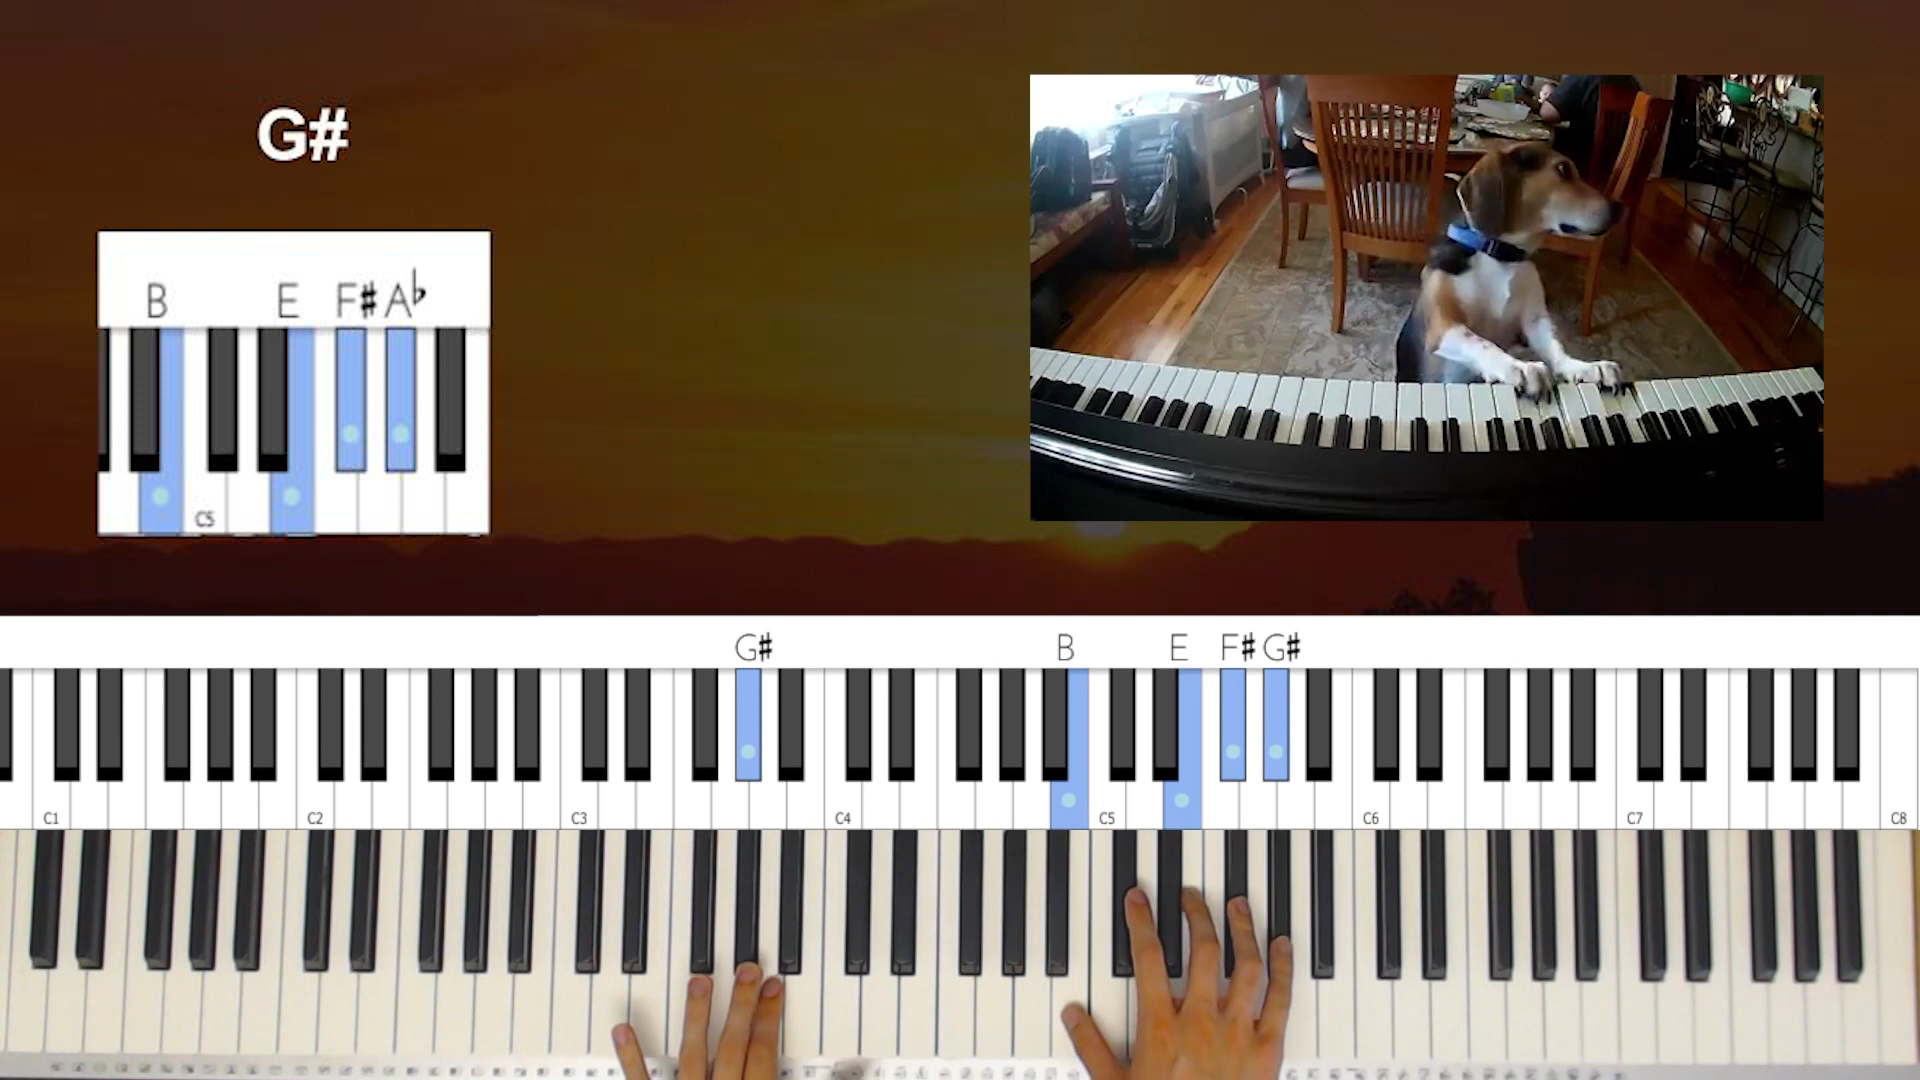 G#
B E F♯ A♭
C5
G♯ B E F♯ G♯
C1 C2 C3 C4 C5 C6 C7 C8